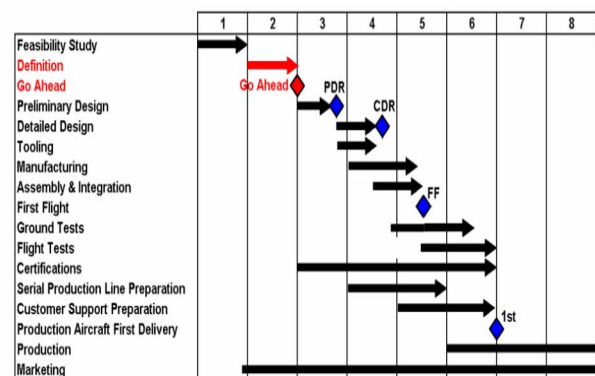 1 2 3 4 5 6 7 8
Feasibility Study
Definition
Go Ahead Go Ahead PDR
Preliminary Design CDR
Detailed Design
Tooling
Manufacturing
Assembly & Integration FF
First Flight
Ground Tests
Flight Tests
Certifications
Serial Production Line Preparation
Customer Support Preparation 1st
Production Aircraft First Delivery
Production
Marketing